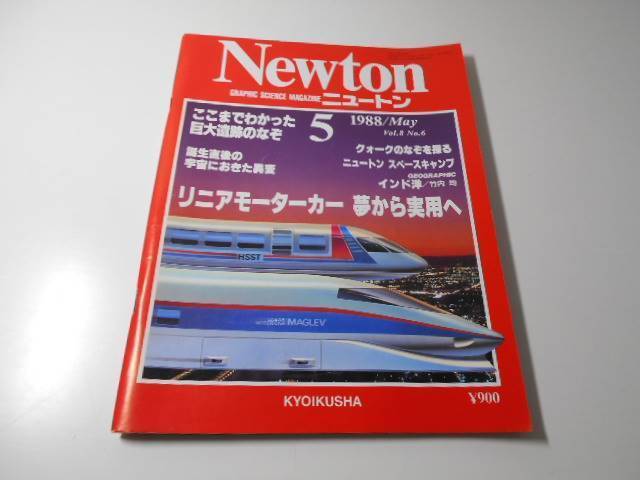 Newton
GRAPHIC SCIENCE MAGAZINE ニュートン
ここまでわかった
巨大遺跡のなぞ
5
1988/May
Vol.8 No.6
誕生直後の
宇宙におきた異変
クォークのなぞを探る
ニュートン スペースキャンプ
GEOGRAPHIC
インド洋/竹内 均
リニアモーターカー 夢から実用へ
HSST
MAGLEV
KYOIKUSHA
¥900